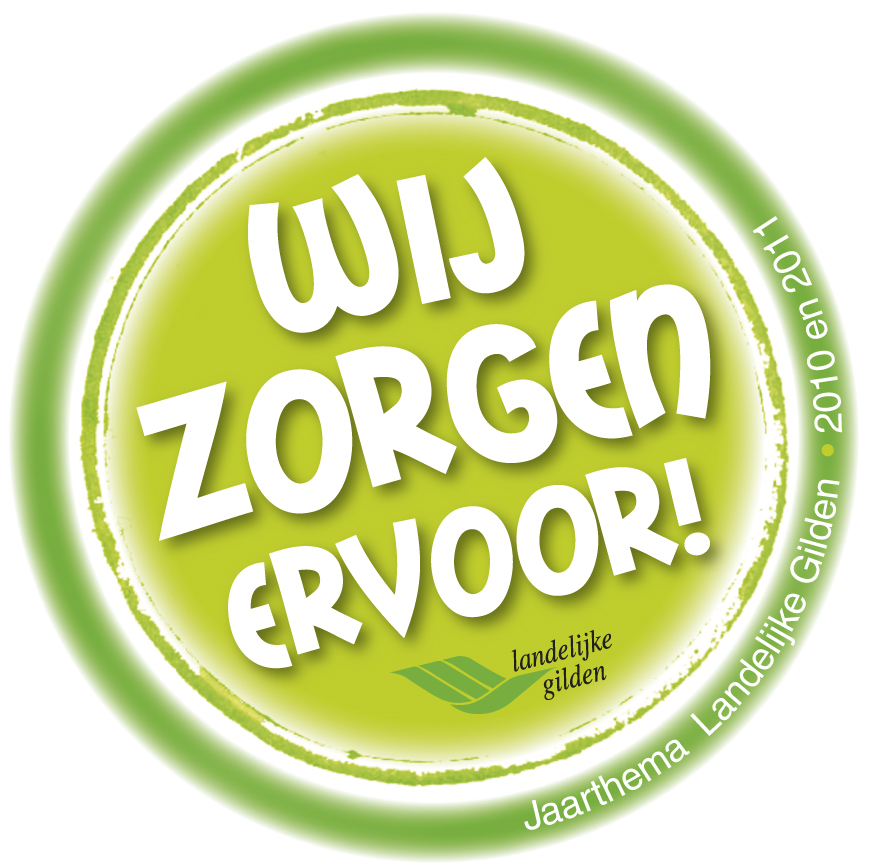 WIJ
ZORGEN
ERVOOR!
landelijke
gilden
Jaarthema Landelijke Gilden • 2010 en 2011